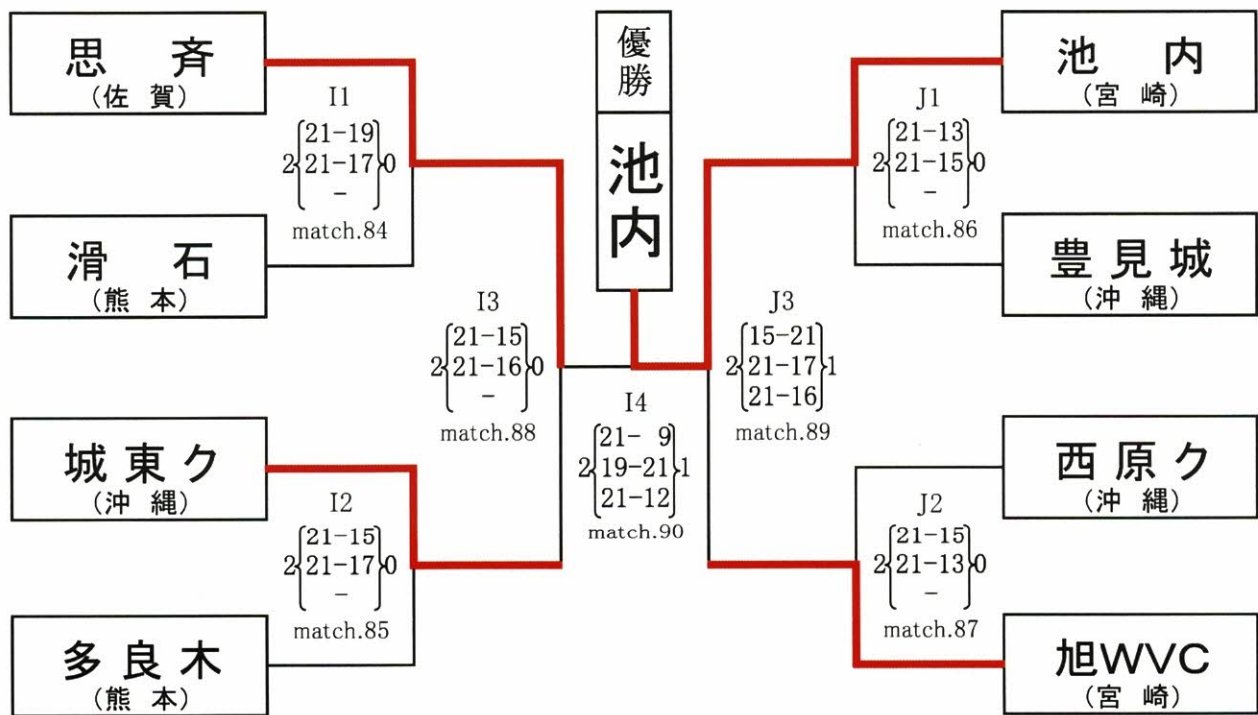 思斉
(佐賀)
I1
21-19
2 21-17 0
-
match.84
滑石
(熊本)
I3
21-15
2 21-16 0
-
match.88
城東ク
(沖縄)
I2
21-15
2 21-17 0
-
match.85
多良木
(熊本)
優勝
池内
I4
21- 9
2 19-21 1
21-12
match.90
池内
(宮崎)
J1
21-13
2 21-15 0
-
match.86
豊見城
(沖縄)
J3
15-21
2 21-17 1
21-16
match.89
西原ク
(沖縄)
J2
21-15
2 21-13 0
-
match.87
旭WVC
(宮崎)